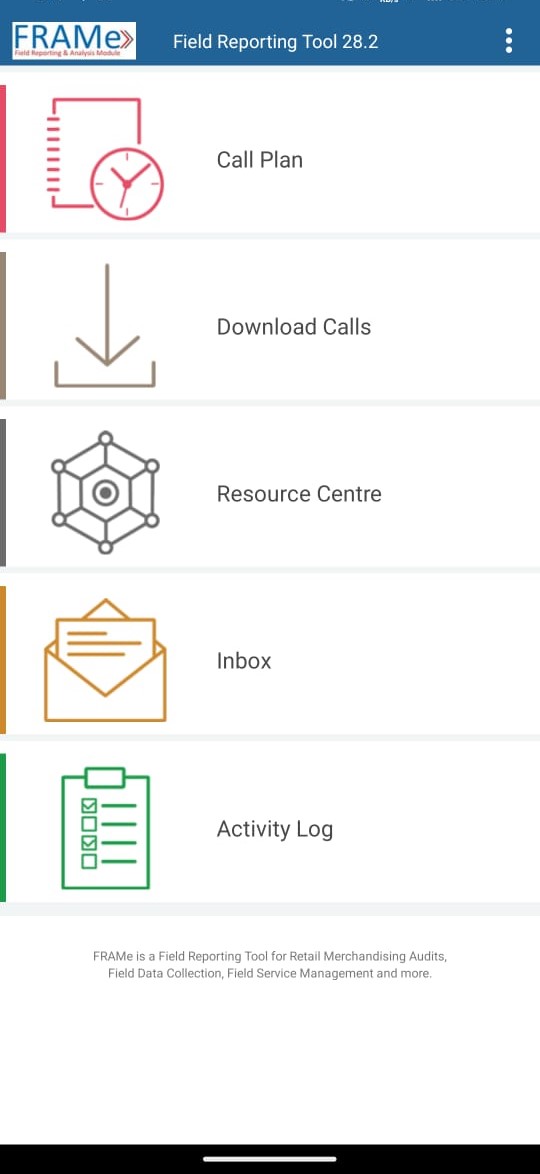 FRAMe
Field Reporting & Analysis Module
Field Reporting Tool 28.2
Call Plan
Download Calls
Resource Centre
Inbox
Activity Log
FRAMe is a Field Reporting Tool for Retail Merchandising Audits,
Field Data Collection, Field Service Management and more.